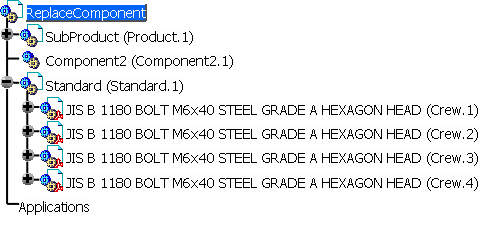 ReplaceComponent
SubProduct (Product.1)
Component2 (Component2.1)
Standard (Standard.1)
JIS B 1180 BOLT M6x40 STEEL GRADE A HEXAGON HEAD (Crew.1)
JIS B 1180 BOLT M6x40 STEEL GRADE A HEXAGON HEAD (Crew.2)
JIS B 1180 BOLT M6x40 STEEL GRADE A HEXAGON HEAD (Crew.3)
JIS B 1180 BOLT M6x40 STEEL GRADE A HEXAGON HEAD (Crew.4)
Applications